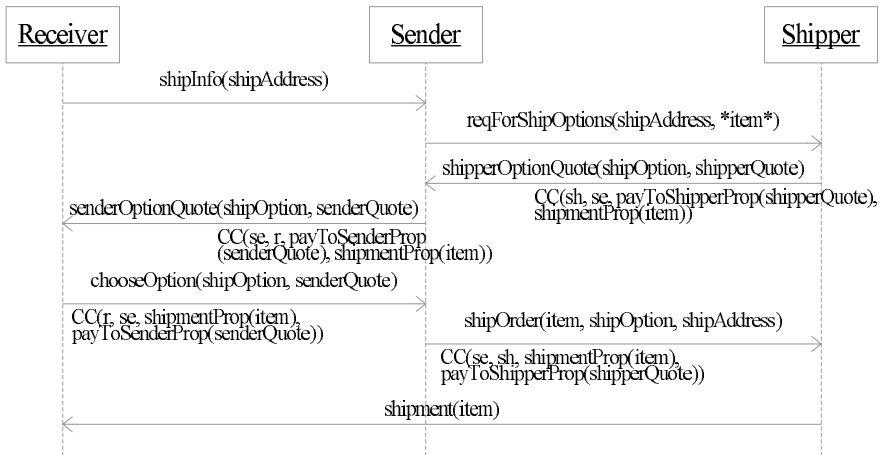 Receiver
Sender
Shipper
shipInfo(shipAddress)
reqForShipOptions(shipAddress, *item*)
shipperOptionQuote(shipOption, shipperQuote)
CC(sh, se, payToShipperProp(shipperQuote),
shipmentProp(item))
senderOptionQuote(shipOption, senderQuote)
CC(se, r, payToSenderProp
(senderQuote), shipmentProp(item))
chooseOption(shipOption, senderQuote)
CC(r, se, shipmentProp(item),
payToSenderProp(senderQuote))
shipOrder(item, shipOption, shipAddress)
CC(se, sh, shipmentProp(item),
payToShipperProp(shipperQuote))
shipment(item)